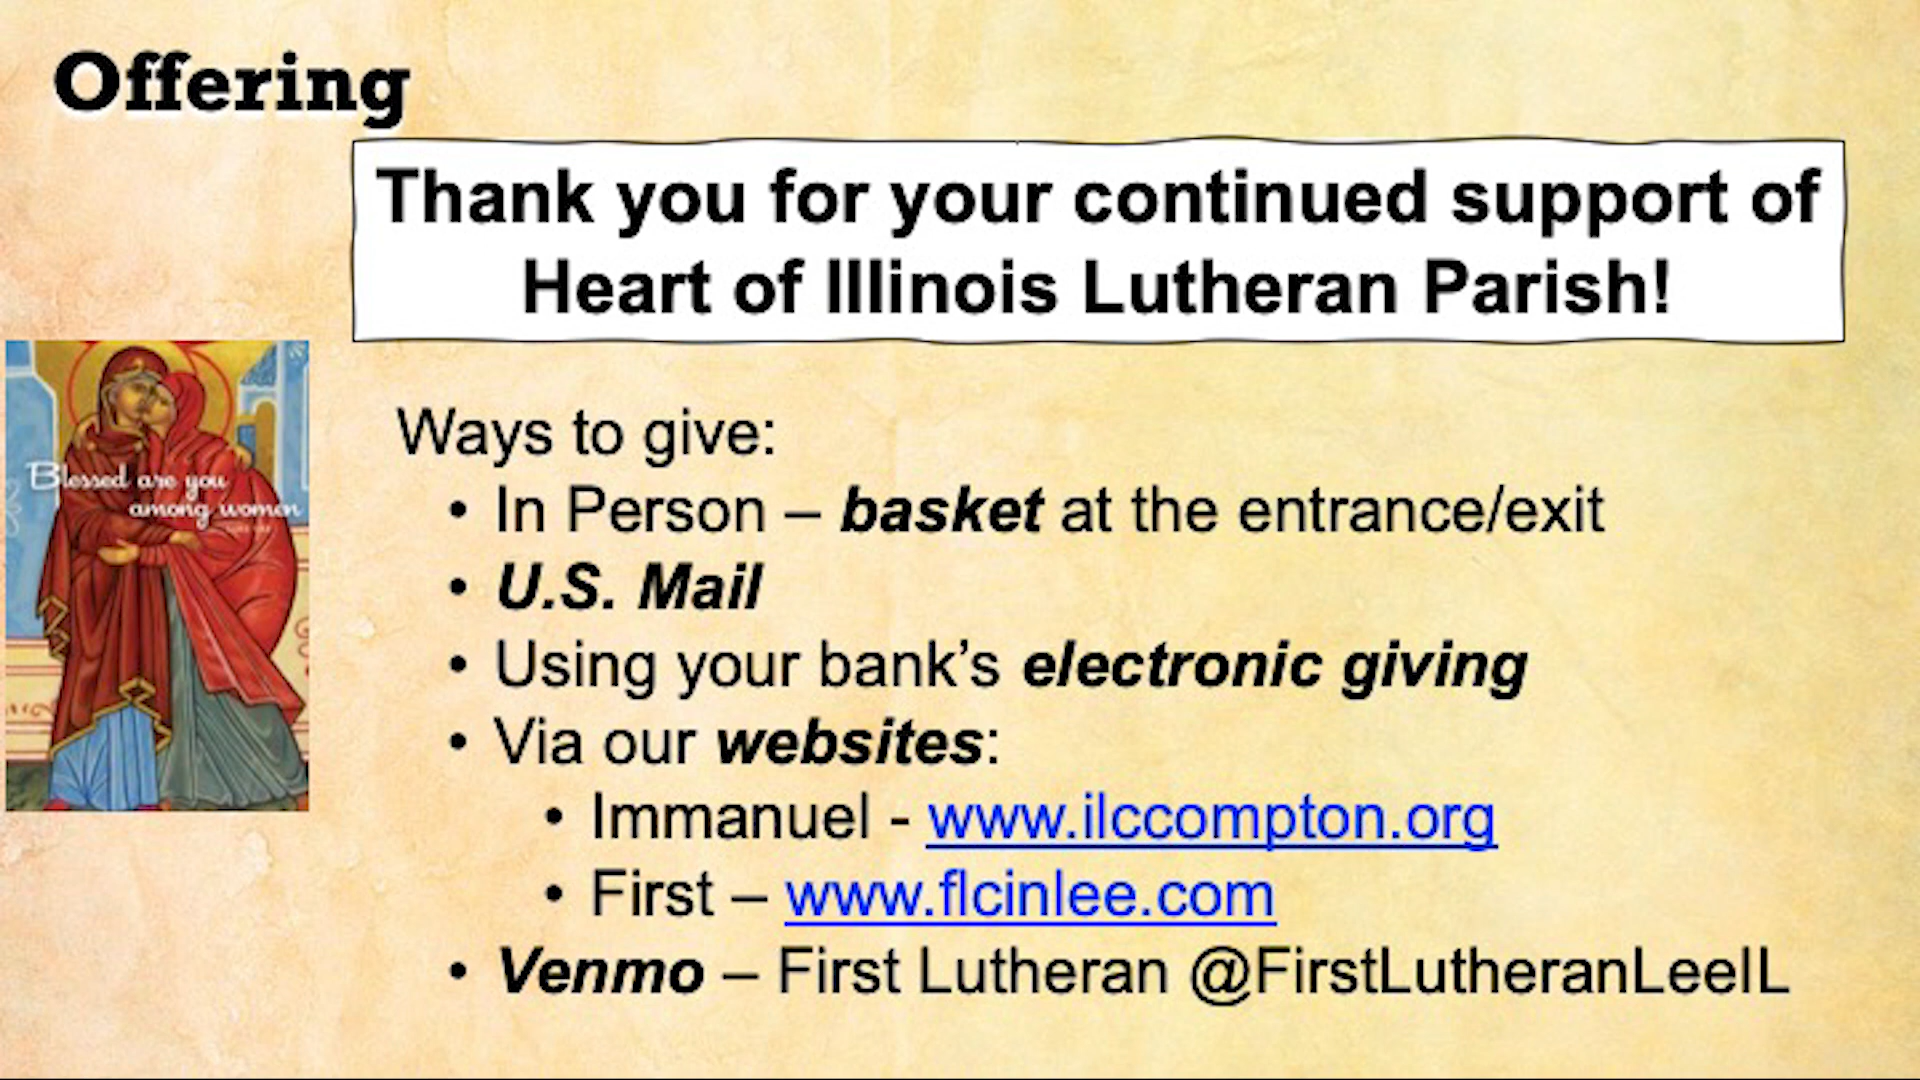 Offering
Thank you for your continued support of
Heart of Illinois Lutheran Parish!
Blessed are you
among women
Ways to give:
• In Person – basket at the entrance/exit
• U.S. Mail
• Using your bank’s electronic giving
• Via our websites:
• Immanuel - www.ilccompton.org
• First – www.flcinlee.com
• Venmo – First Lutheran @FirstLutheranLeeIL